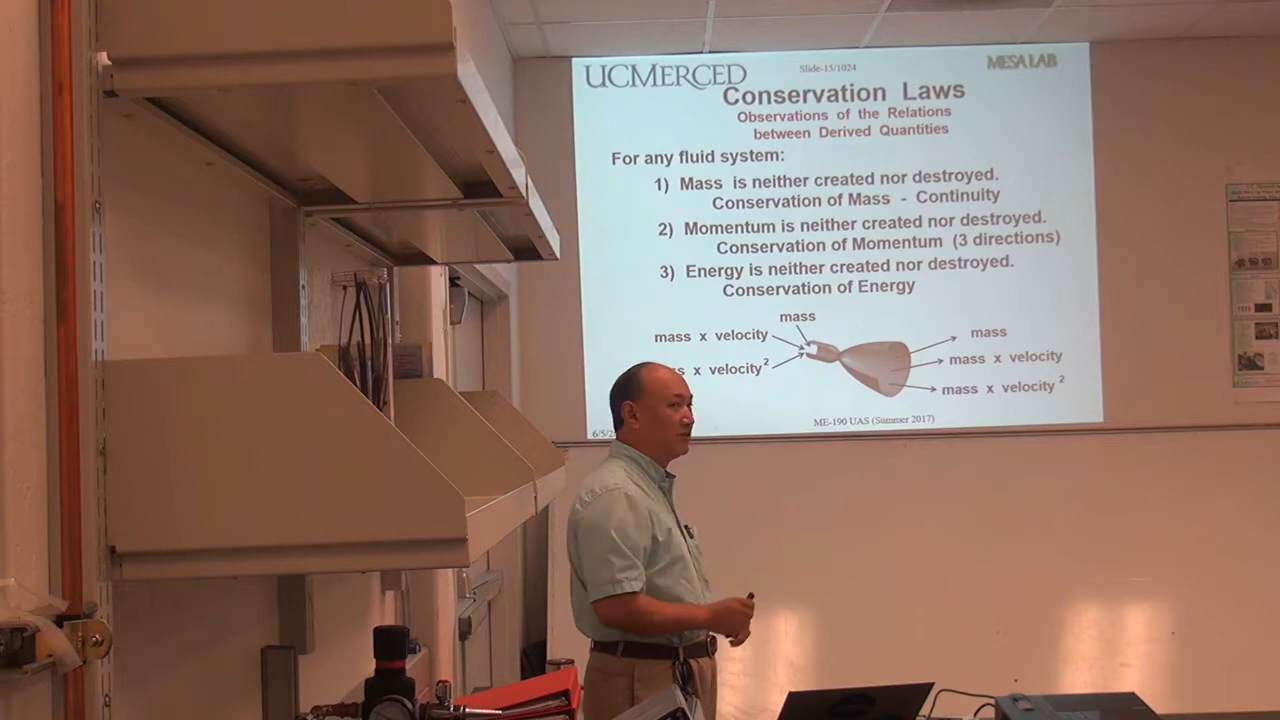 UCMERCED
Slide-15/1024
MESA LAB
Conservation Laws
Observations of the Relations
between Derived Quantities
For any fluid system:
1) Mass is neither created nor destroyed.
Conservation of Mass - Continuity
2) Momentum is neither created nor destroyed.
Conservation of Momentum (3 directions)
3) Energy is neither created nor destroyed.
Conservation of Energy
mass
mass x velocity
x velocity²
mass
mass x velocity
mass x velocity ²
ME-190 UAS (Summer 2017)